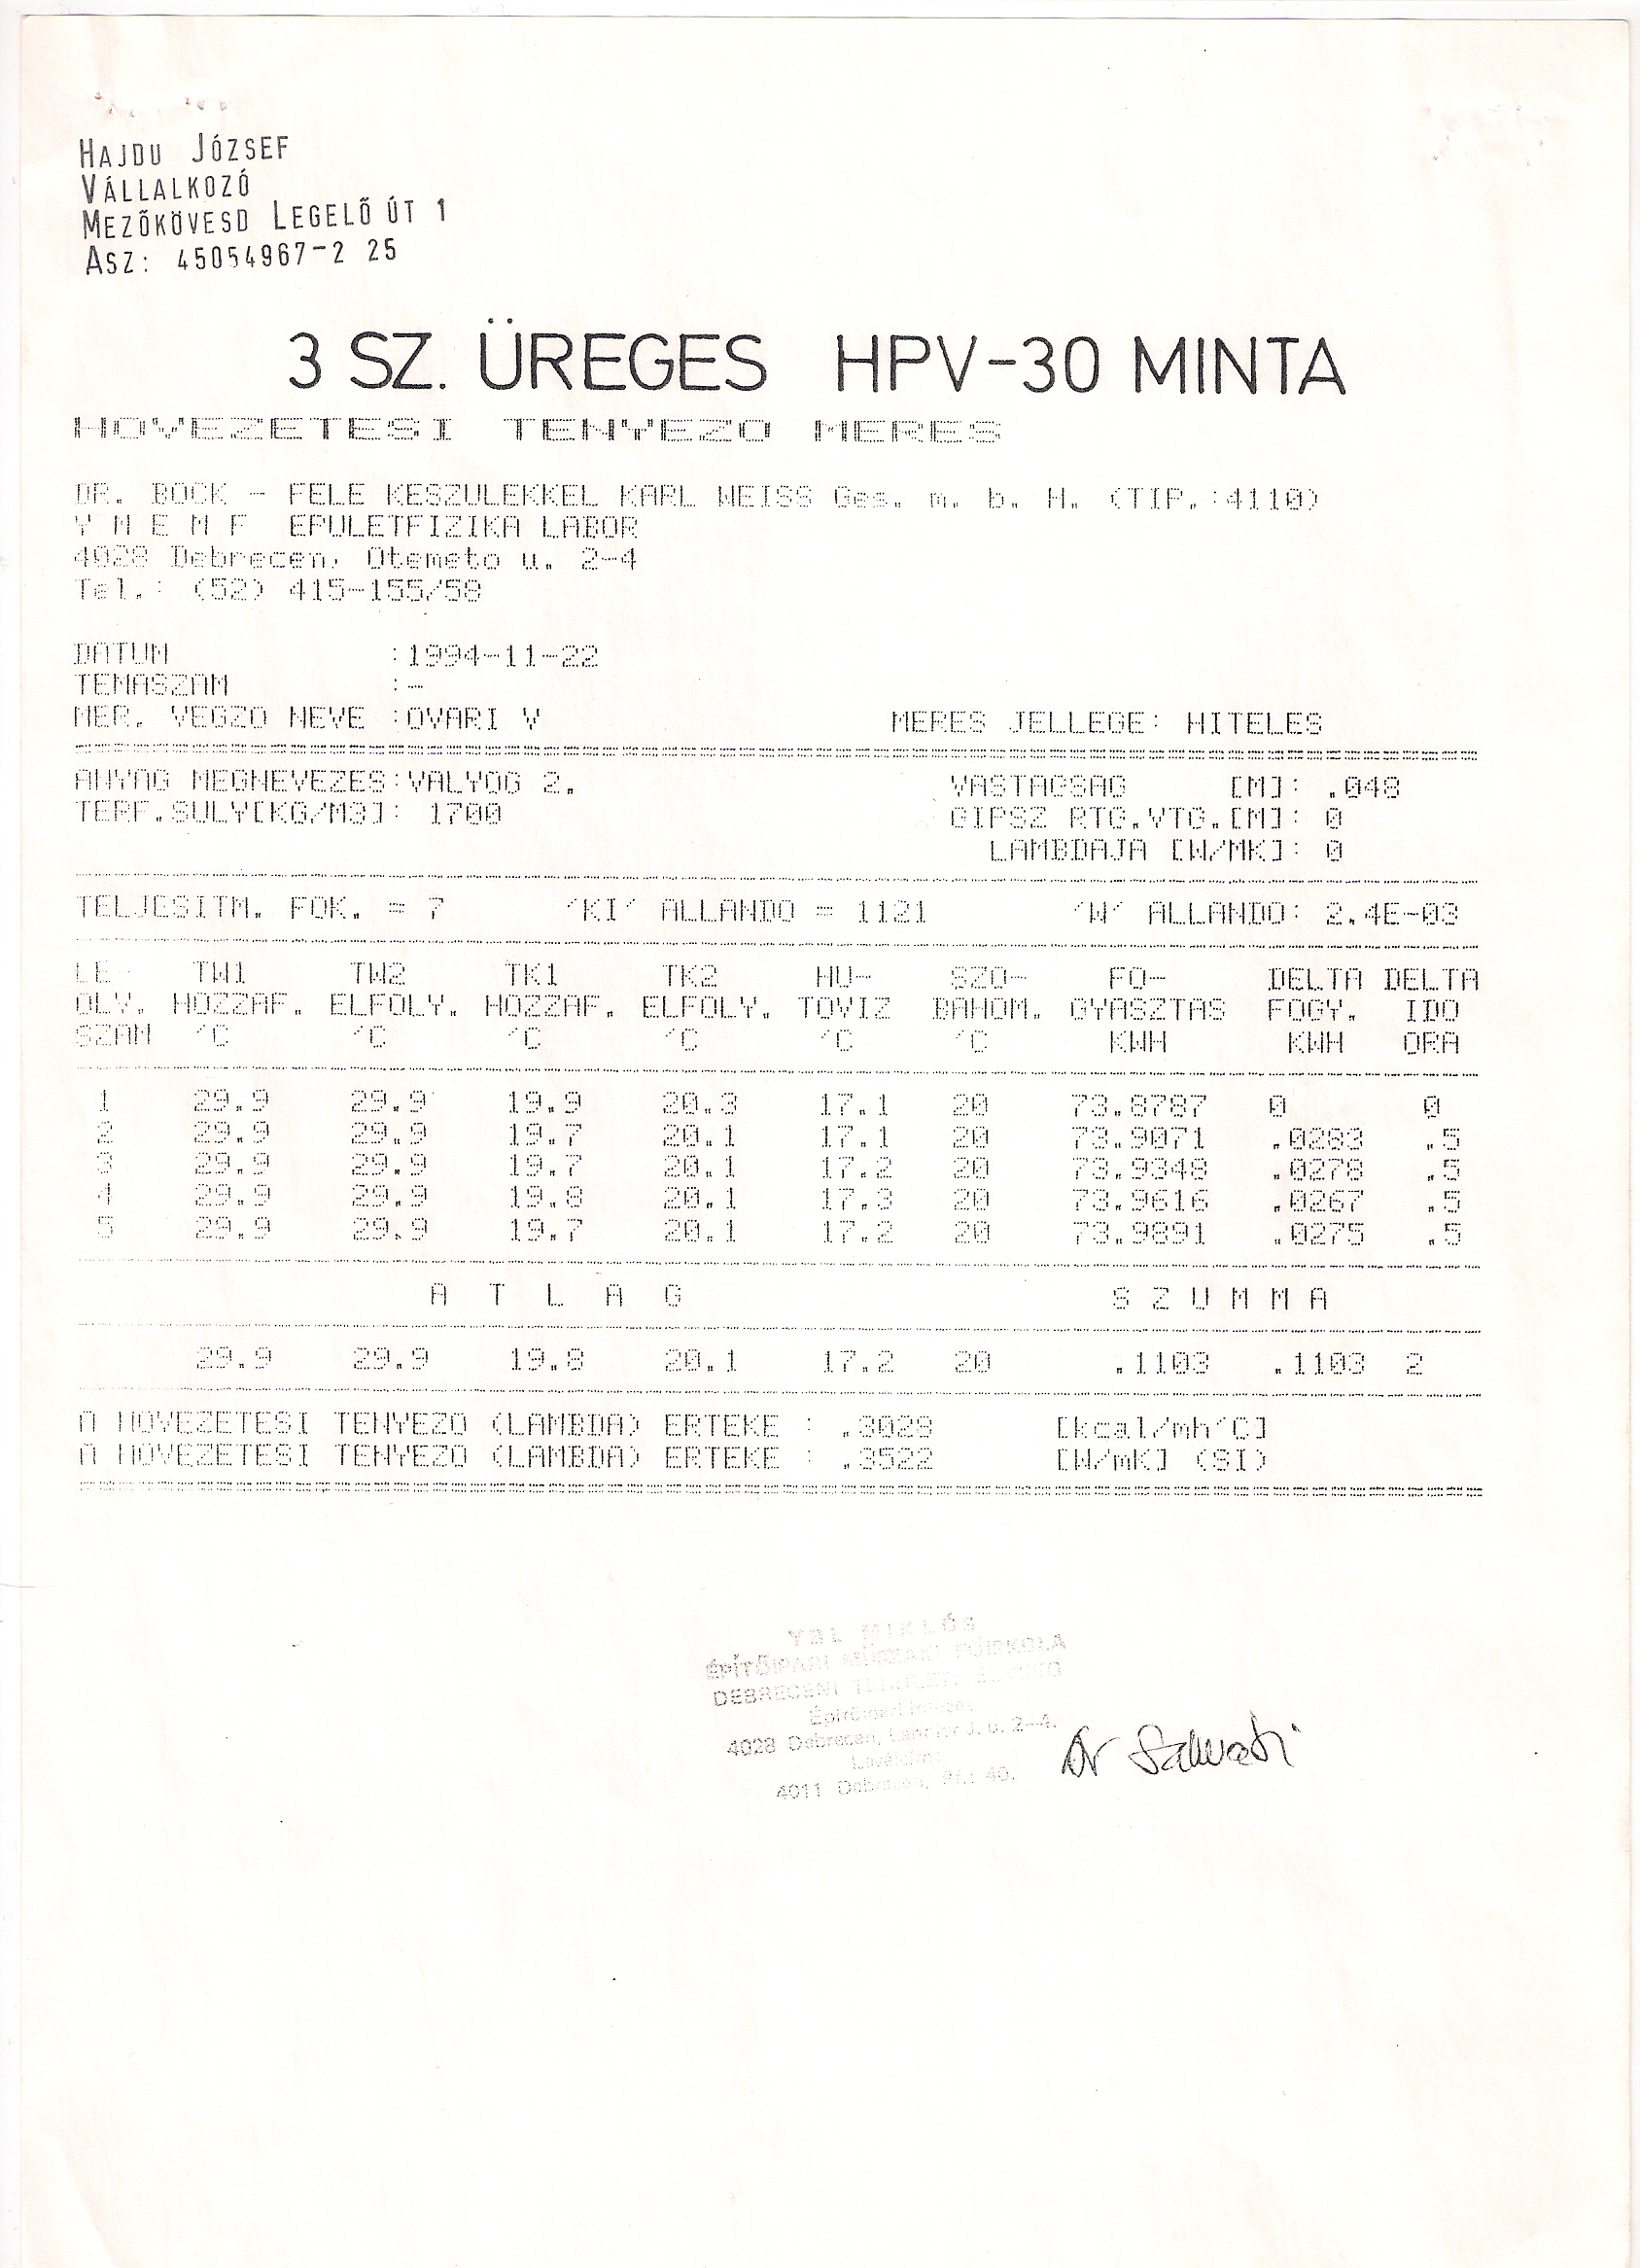 HAJDU JÓZSEF
VÁLLALKOZÓ
MEZŐKÖVESD LEGELŐ ÚT 1
ASZ: 45054967-2 25
3 SZ. ÜREGES HPV-30 MINTA
HOVEZETESI TENYEZO MERES
DR. BOCK - FELE KESZULEKKEL KARL WEISS Ges. m. b. H. (TIP.:4110)
Y M E M F EPULETFIZIKA LABOR
4028 Debrecen, Otemeto u. 2-4
Tel.: (52) 415-155/58
DATUM :1994-11-22
TEMASZAM :-
MER. VEGZO NEVE :OVARI V MERES JELLEGE: HITELES
ANYAG MEGNEVEZES:VALYOG 2. VASTAGSAG [M]: .048
TERF.SULY[KG/M3]: 1700 GIPSZ RTG.VTG.[M]: 0
LAMBDAJA [W/MK]: 0
TELJESITM. FOK. = 7 'KI' ALLANDO = 1121 'W' ALLANDO: 2.4E-03
LE- TW1 TW2 TK1 TK2 HU- SZO- FO- DELTA DELTA
OLV. HOZZAF. ELFOLY. HOZZAF. ELFOLY. TOVIZ BAHOM. GYASZTAS FOGY. IDO
SZAM 'C 'C 'C 'C 'C 'C KWH KWH ORA
1 29.9 29.9 19.9 20.3 17.1 20 73.8787 0 0
2 29.9 29.9 19.7 20.1 17.1 20 73.9071 .0283 .5
3 29.9 29.9 19.7 20.1 17.2 20 73.9348 .0278 .5
4 29.9 29.9 19.8 20.1 17.3 20 73.9616 .0267 .5
5 29.9 29.9 19.7 20.1 17.2 20 73.9891 .0275 .5
A T L A G S Z U M M A
29.9 29.9 19.8 20.1 17.2 20 .1103 .1103 2
A HOVEZETESI TENYEZO (LAMBDA) ERTEKE : .3028 [kcal/mh'C]
A HOVEZETESI TENYEZO (LAMBDA) ERTEKE : .3522 [W/mK] (SI)
YBL MIKLÓS
ÉPÍTŐIPARI MŰSZAKI FŐISKOLA
DEBRECENI
4028 Debrecen, u. 2-4.
4011 Debrecen, Pf.: 40.
Dr